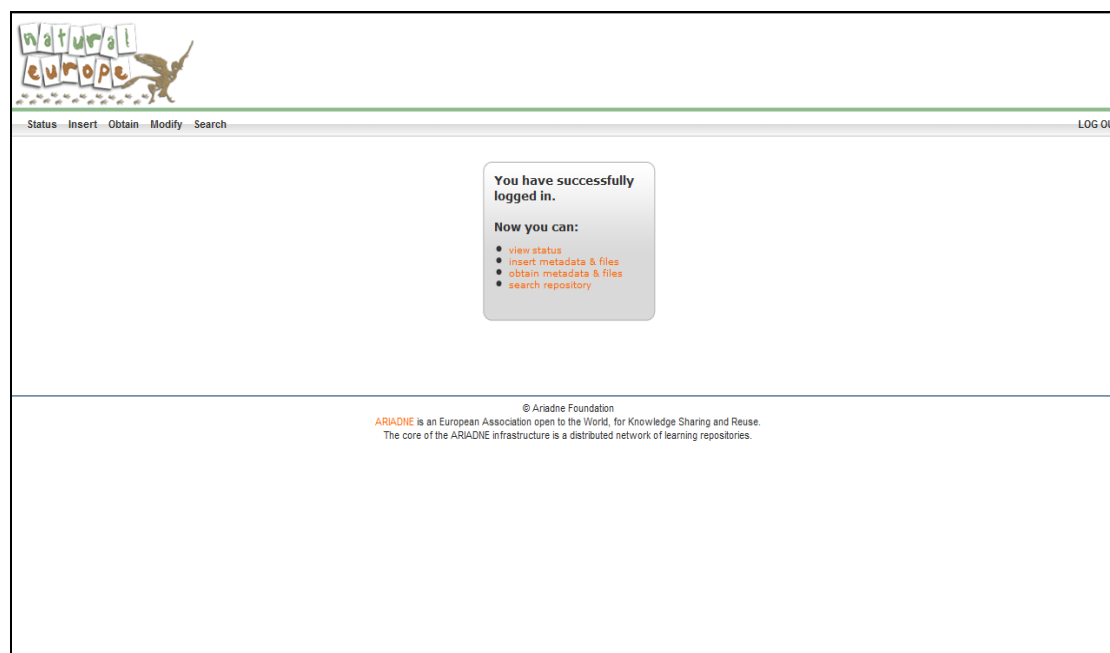 natural
europe
Status Insert Obtain Modify Search LOG OU
You have successfully
logged in.
Now you can:
view status
insert metadata & files
obtain metadata & files
search repository
© Ariadne Foundation
ARIADNE is an European Association open to the World, for Knowledge Sharing and Reuse.
The core of the ARIADNE infrastructure is a distributed network of learning repositories.